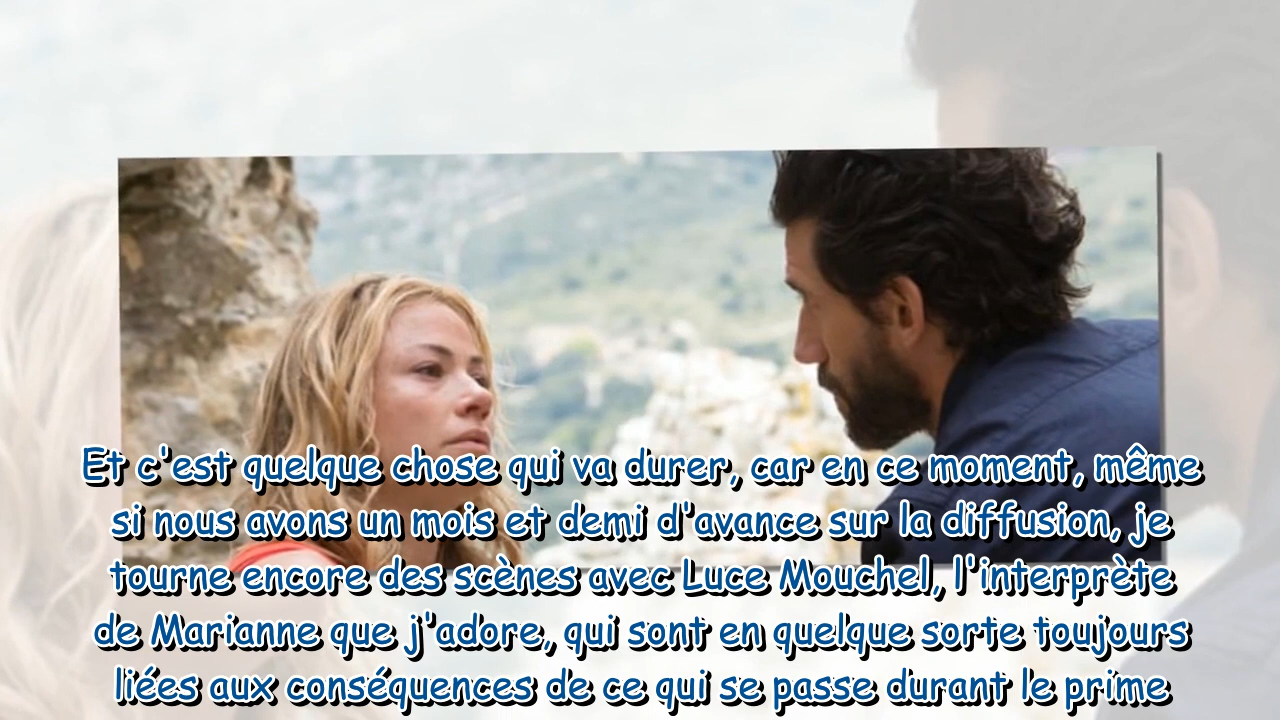 Et c'est quelque chose qui va durer, car en ce moment, même
si nous avons un mois et demi d'avance sur la diffusion, je
tourne encore des scènes avec Luce Mouchel, l'interprète
de Marianne que j'adore, qui sont en quelque sorte toujours
liées aux conséquences de ce qui se passe durant le prime